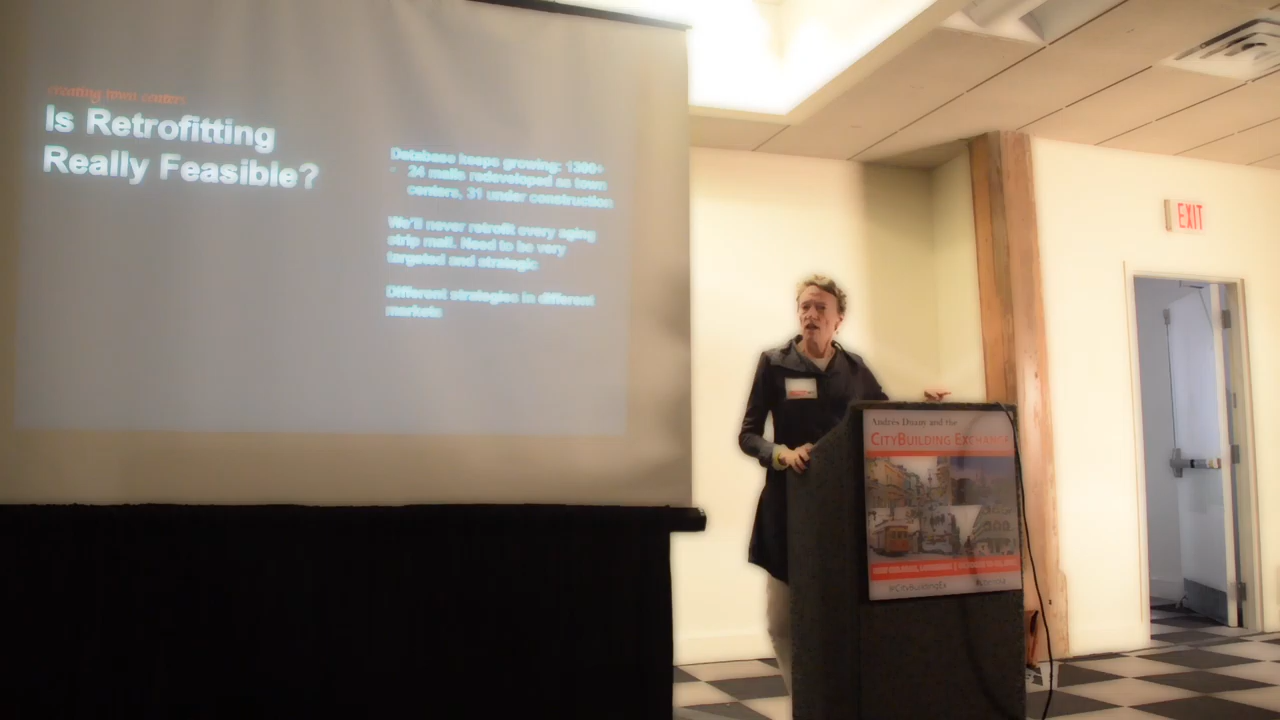 creating town centers
Is Retrofitting
Really Feasible?
Database keeps growing: 1300+
24 malls redeveloped as town
centers, 31 under construction
We'll never retrofit every aging
strip mall. Need to be very
targeted and strategic
Different strategies in different
markets
EXIT
Andrés Duany and the
CITYBUILDING EXCHANGE
@CityBuildingEx